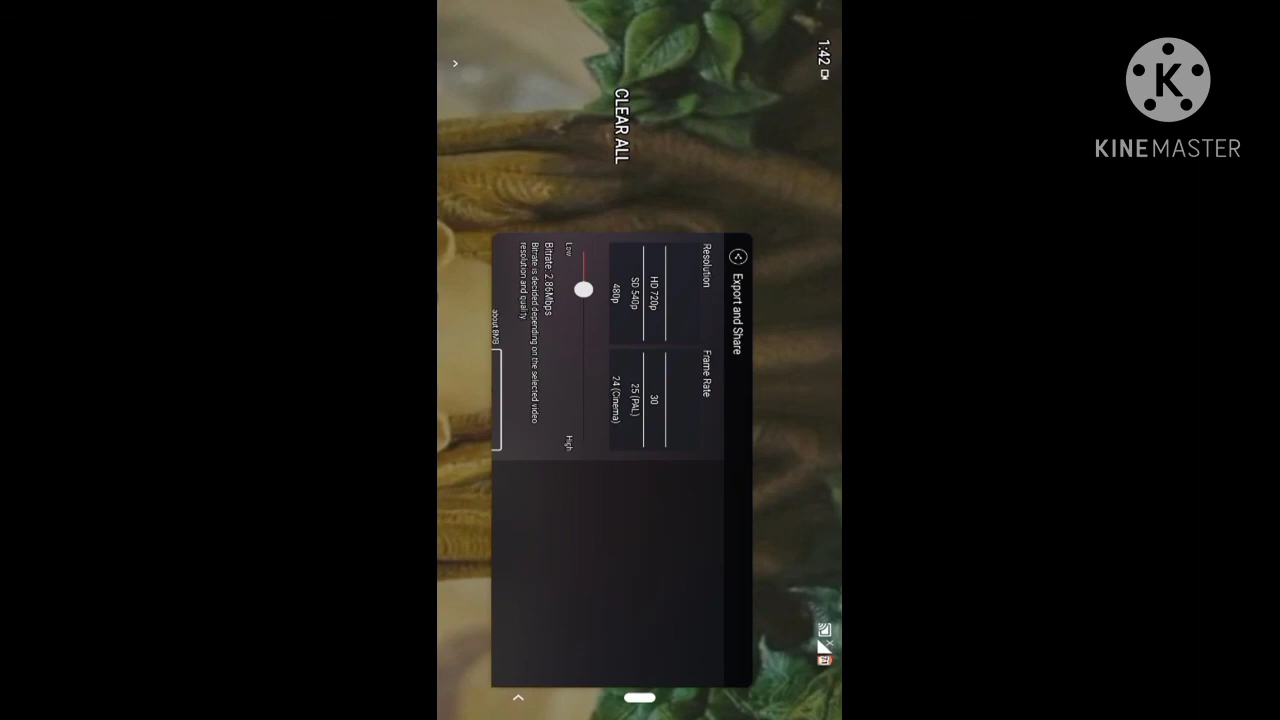 1:42
CLEAR ALL
Export and Share
Resolution
Frame Rate
HD 720p
SD 540p
480p
30
25 (PAL)
24 (Cinema)
Low
High
Bitrate: 2.86Mbps
Bitrate is decided depending on the selected video
resolution and quality
about 8MB
71
K
KINEMASTER